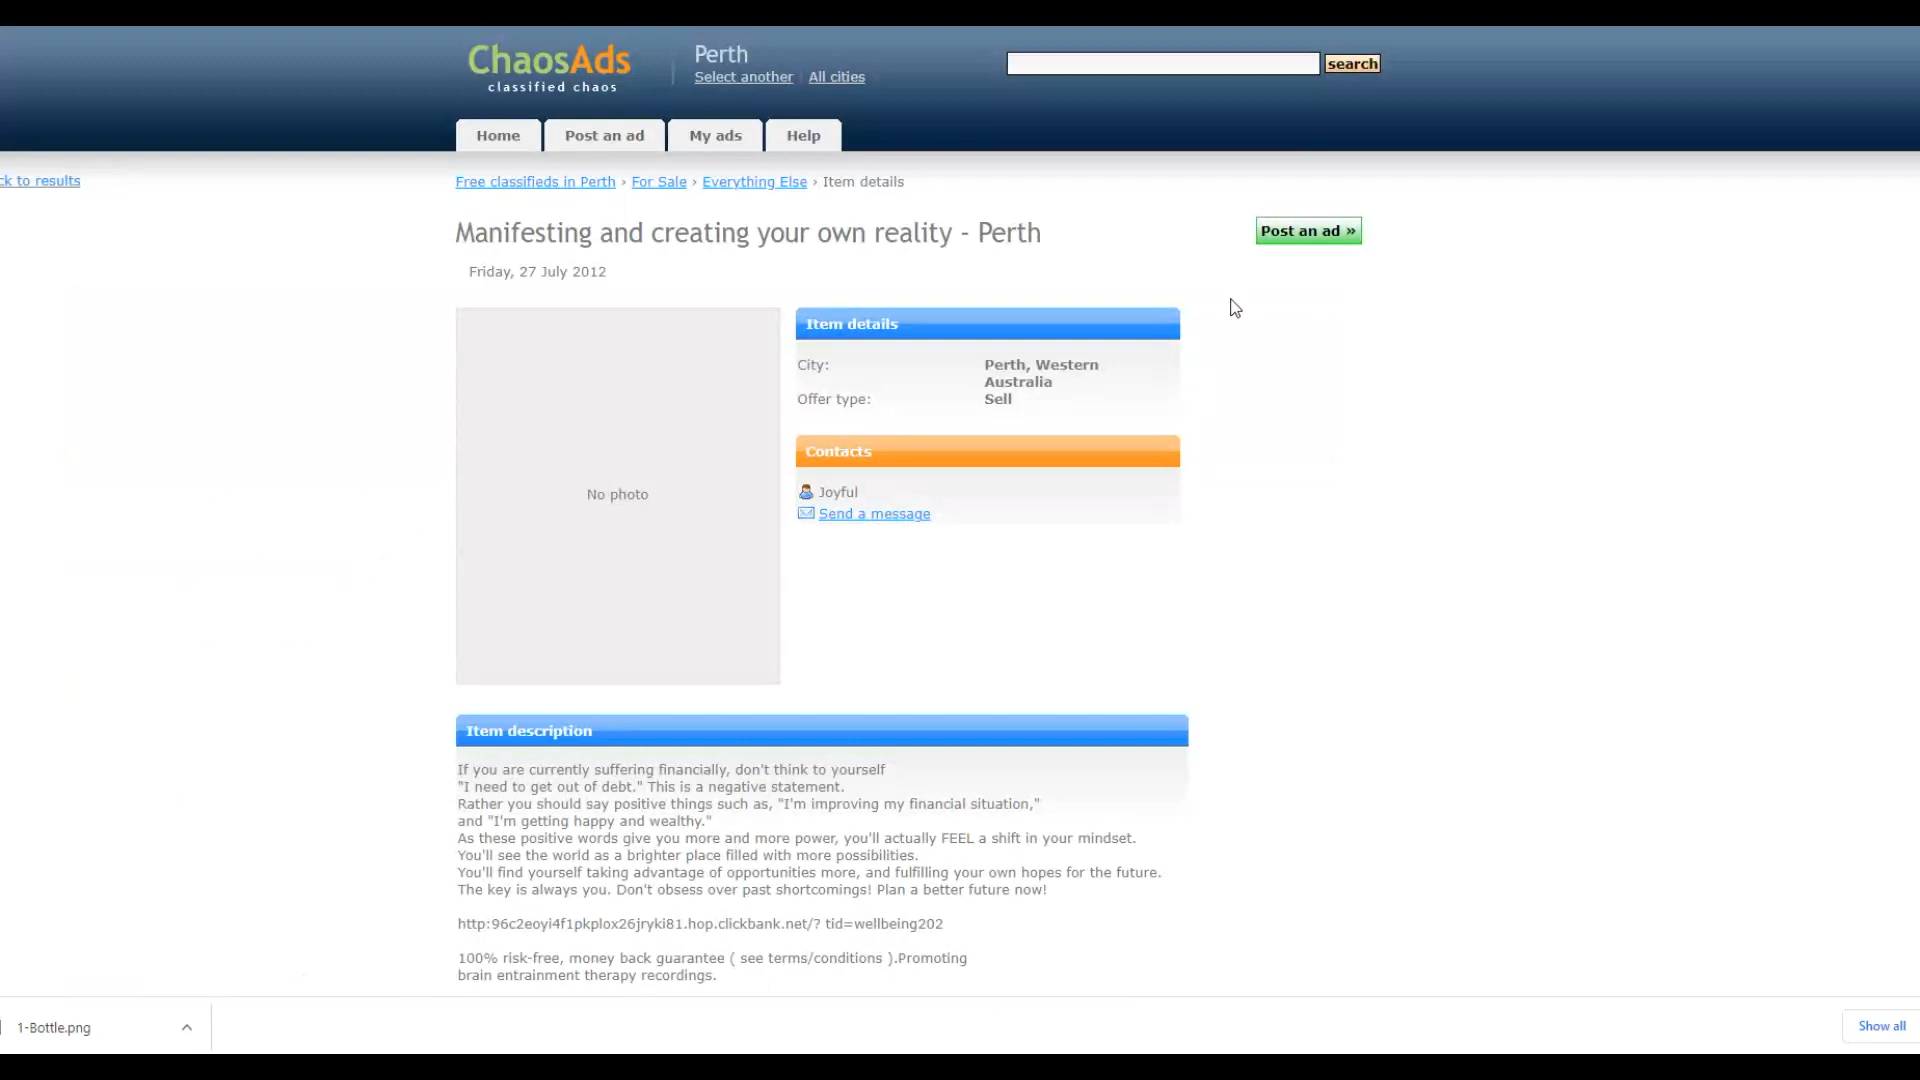 ChaosAds
classified chaos
Perth
Select another All cities
search
Home Post an ad My ads Help
ck to results
Free classifieds in Perth › For Sale › Everything Else › Item details
Manifesting and creating your own reality - Perth
Post an ad »
Friday, 27 July 2012
No photo
Item details
City: Perth, Western
Australia
Offer type: Sell
Contacts
Joyful
Send a message
Item description
If you are currently suffering financially, don't think to yourself
"I need to get out of debt." This is a negative statement.
Rather you should say positive things such as, "I'm improving my financial situation,"
and "I'm getting happy and wealthy."
As these positive words give you more and more power, you'll actually FEEL a shift in your mindset.
You'll see the world as a brighter place filled with more possibilities.
You'll find yourself taking advantage of opportunities more, and fulfilling your own hopes for the future.
The key is always you. Don't obsess over past shortcomings! Plan a better future now!
http:96c2eoyi4f1pkplox26jryki81.hop.clickbank.net/? tid=wellbeing202
100% risk-free, money back guarantee ( see terms/conditions ).Promoting
brain entrainment therapy recordings.
1-Bottle.png
Show all